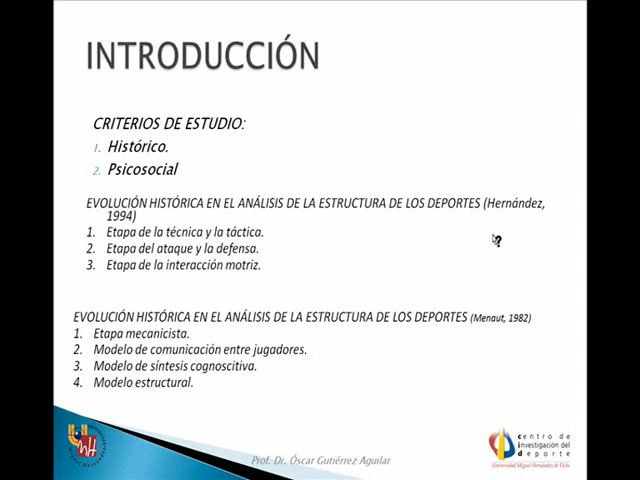 INTRODUCCIÓN
CRITERIOS DE ESTUDIO:
1. Histórico.
2. Psicosocial
EVOLUCIÓN HISTÓRICA EN EL ANÁLISIS DE LA ESTRUCTURA DE LOS DEPORTES (Hernández,
1994)
1. Etapa de la técnica y la táctica.
2. Etapa del ataque y la defensa.
3. Etapa de la interacción motriz.
EVOLUCIÓN HISTÓRICA EN EL ANÁLISIS DE LA ESTRUCTURA DE LOS DEPORTES (Menaut, 1982)
1. Etapa mecanicista.
2. Modelo de comunicación entre jugadores.
3. Modelo de síntesis cognoscitiva.
4. Modelo estructural.
Prof. Dr. Óscar Gutiérrez Aguilar
centro de
investigación del
deporte
Universidad Miguel Hernández de Elche